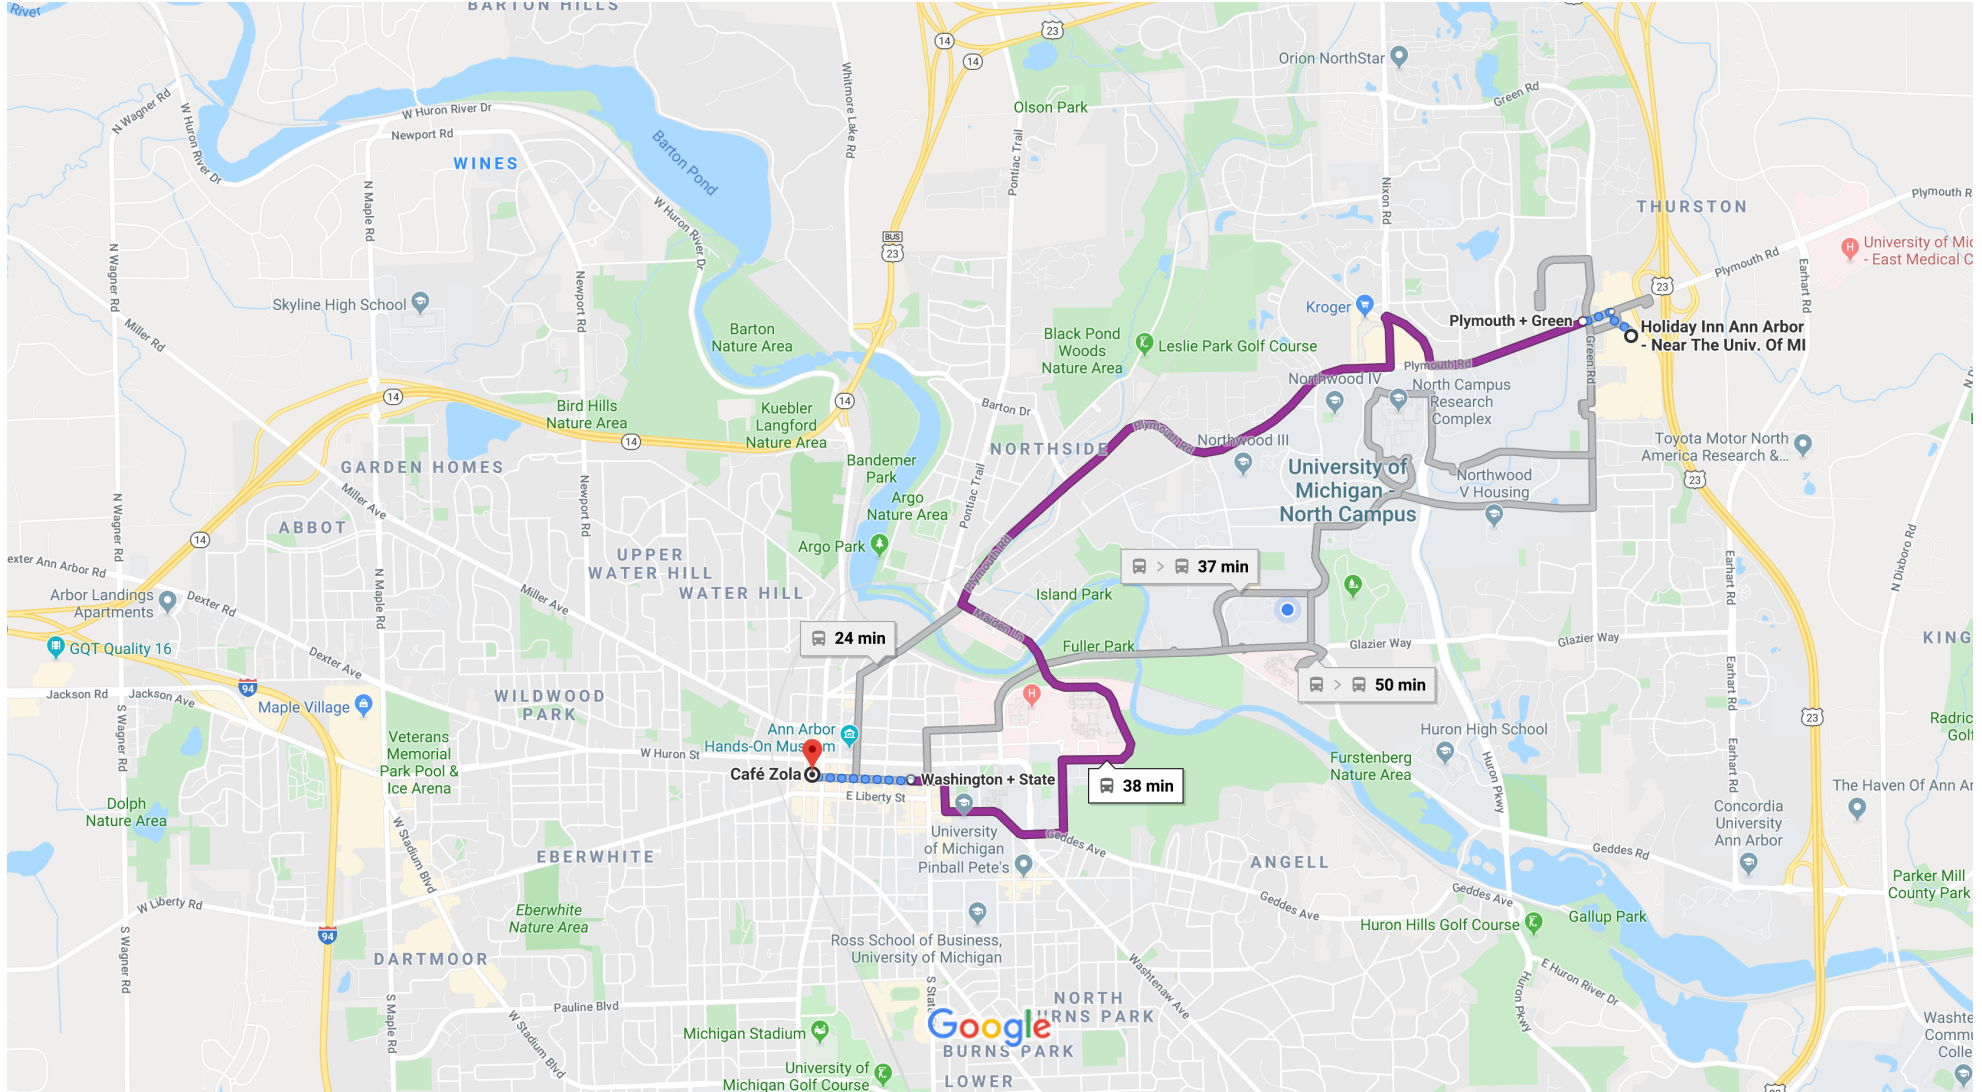 River
BARTON HILLS
14
23
14
23
Orion NorthStar
Green Rd
N Wagner Rd
W Huron River Dr
W Huron River Dr
Newport Rd
WINES
Barton Pond
Whitmore Lake Rd
Olson Park
Pontiac Trail
N Maple Rd
W Huron River Dr
Nixon Rd
Plymouth R
THURSTON
BUS
23
University of Mic
- East Medical C
Plymouth Rd
Earhart Rd
N Wagner Rd
Miller Rd
Newport Rd
Skyline High School
Barton
Nature Area
Black Pond
Woods
Nature Area
Leslie Park Golf Course
Kroger
23
Plymouth + Green
Holiday Inn Ann Arbor
- Near The Univ. Of MI
Green Rd
Plymouth Rd
Northwood IV
North Campus
Research
Complex
14
14
14
Bird Hills
Nature Area
Kuebler
Langford
Nature Area
Barton Dr
NORTHSIDE
Plymouth Rd
Northwood III
Toyota Motor North
America Research &...
GARDEN HOMES
Miller Ave
Bandemer
Park
Argo
Nature Area
Pontiac Trail
University of
Michigan -
North Campus
Northwood
V Housing
23
N Wagner Rd
ABBOT
Newport Rd
14
Argo Park
Plymouth Rd
37 min
N Dixboro Rd
exter Ann Arbor Rd
UPPER
WATER HILL
WATER HILL
Miller Ave
N Maple Rd
Arbor Landings
Apartments
Dexter Rd
Island Park
Maiden Ln
Earhart Rd
24 min
Fuller Park
Glazier Way
Glazier Way
KING
GQT Quality 16
Dexter Ave
Jackson Rd
Jackson Ave
94
Maple Village
WILDWOOD
PARK
50 min
S Wagner Rd
Veterans
Memorial
Park Pool &
Ice Arena
W Huron St
Ann Arbor
Hands-On Museum
Café Zola
Washington + State
E Liberty St
38 min
Furstenberg
Nature Area
Huron High School
Huron Pkwy
Earhart Rd
23
Radric
Golf
Dolph
Nature Area
W Stadium Blvd
University
of Michigan
Pinball Pete's
Geddes Ave
The Haven Of Ann Ar
Concordia
University
Ann Arbor
EBERWHITE
ANGELL
Geddes Rd
Geddes Ave
Geddes Ave
Parker Mill
County Park
W Liberty Rd
Eberwhite
Nature Area
94
S Wagner Rd
Huron Hills Golf Course
Gallup Park
Ross School of Business,
University of Michigan
DARTMOOR
Washtenaw Ave
E Huron River Dr
Huron Pkwy
S Maple Rd
W Stadium Blvd
Pauline Blvd
S State
NORTH
BURNS PARK
Michigan Stadium
Google
BURNS PARK
LOWER
University of
Michigan Golf Course
Washte
Commu
Colle
23